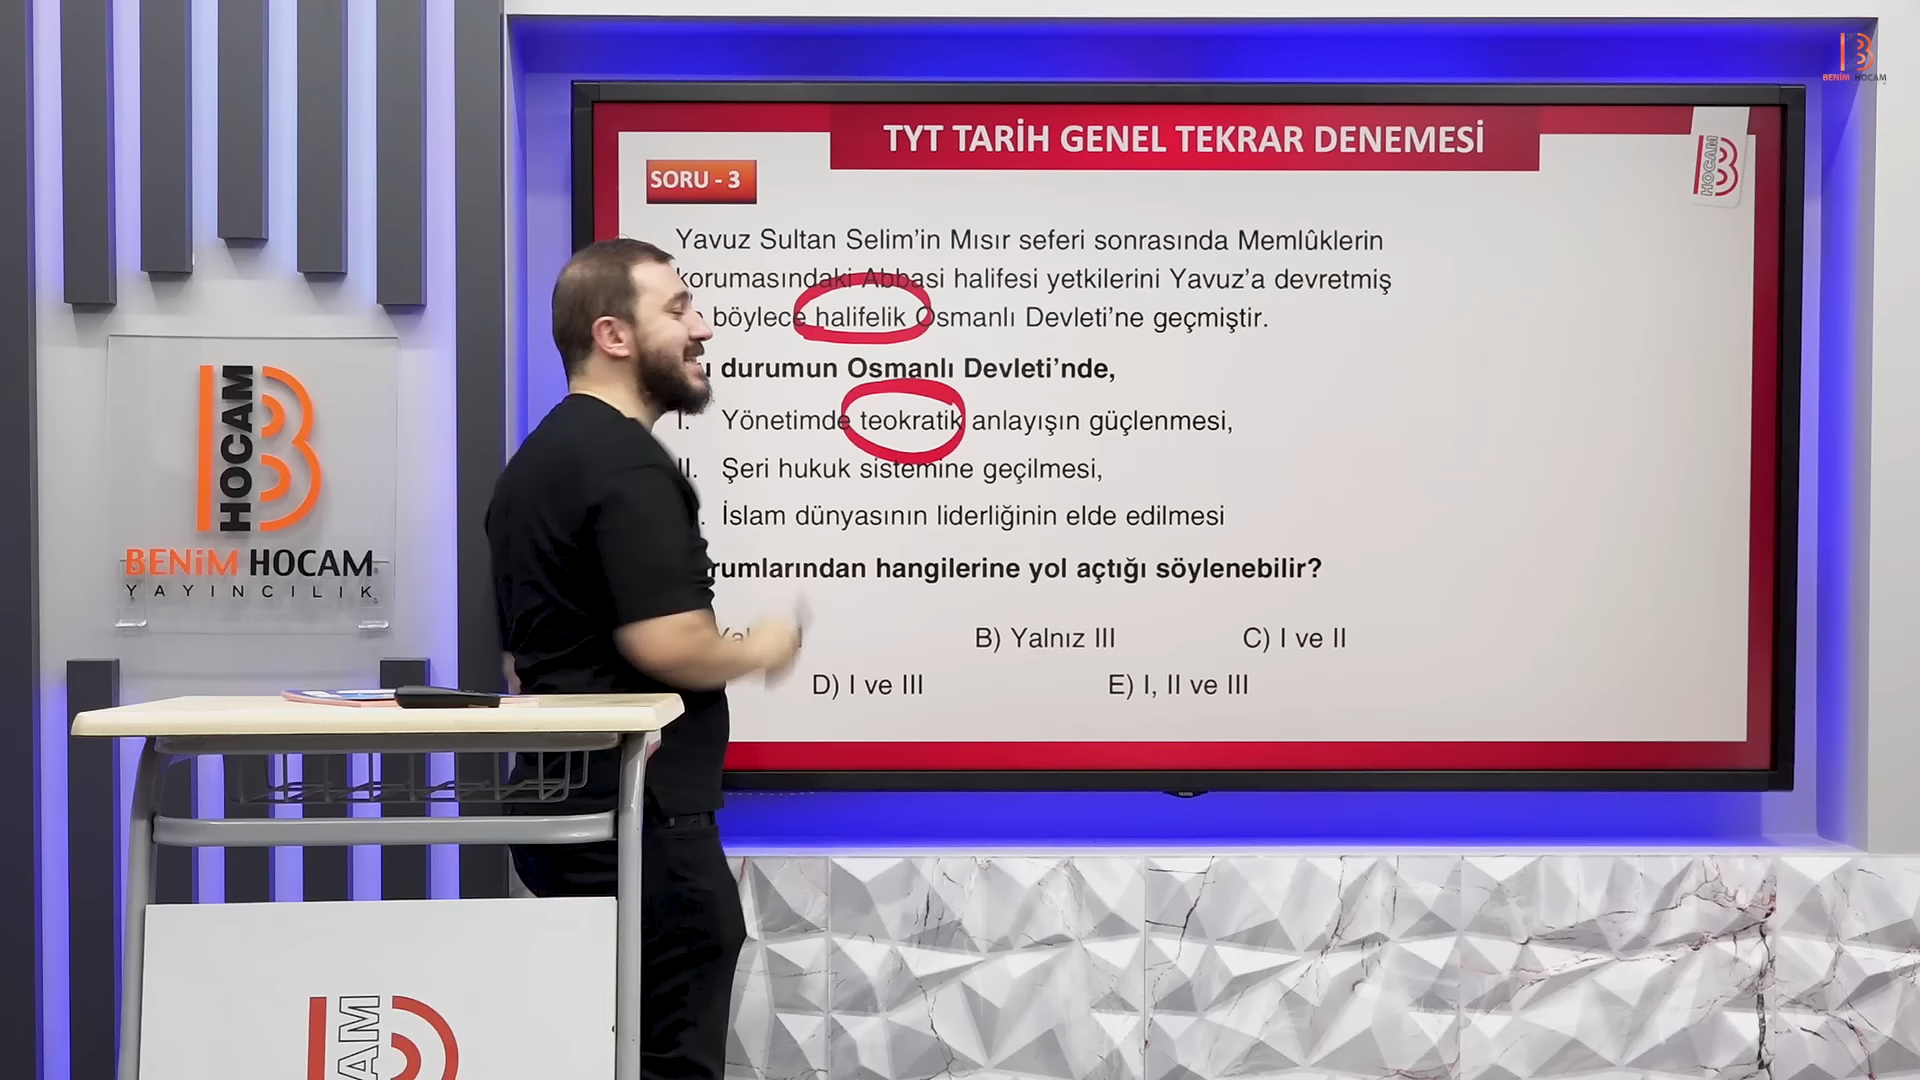 BENİM HOCAM
TYT TARİH GENEL TEKRAR DENEMESİ
HOCAM
SORU - 3
Yavuz Sultan Selim’in Mısır seferi sonrasında Memlûklerin
korumasındaki Abbasi halifesi yetkilerini Yavuz’a devretmiş
böylece halifelik Osmanlı Devleti’ne geçmiştir.
durumun Osmanlı Devleti’nde,
I. Yönetimde teokratik anlayışın güçlenmesi,
II. Şeri hukuk sistemine geçilmesi,
İslam dünyasının liderliğinin elde edilmesi
hangilerine yol açtığı söylenebilir?
B) Yalnız III
C) I ve II
D) I ve III
E) I, II ve III
HOCAM
BENİM HOCAM
YAYINCILIK